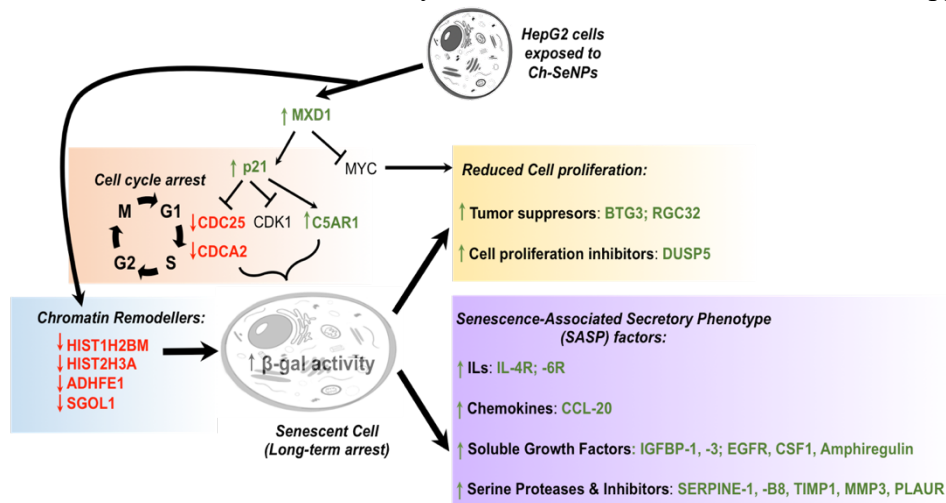 HepG2 cells
exposed to
Ch-SeNPs
↑ MXD1
↑ p21
MYC
Cell cycle arrest
M G1
G2 S
↓CDC25 CDK1 ↑C5AR1
↓CDCA2
Reduced Cell proliferation:
↑ Tumor suppresors: BTG3; RGC32
↑ Cell proliferation inhibitors: DUSP5
Chromatin Remodellers:
↓ HIST1H2BM
↓ HIST2H3A
↓ ADHFE1
↓ SGOL1
↑ β-gal activity
Senescent Cell
(Long-term arrest)
Senescence-Associated Secretory Phenotype
(SASP) factors:
↑ ILs: IL-4R; -6R
↑ Chemokines: CCL-20
↑ Soluble Growth Factors: IGFBP-1, -3; EGFR, CSF1, Amphiregulin
↑ Serine Proteases & Inhibitors: SERPINE-1, -B8, TIMP1, MMP3, PLAUR